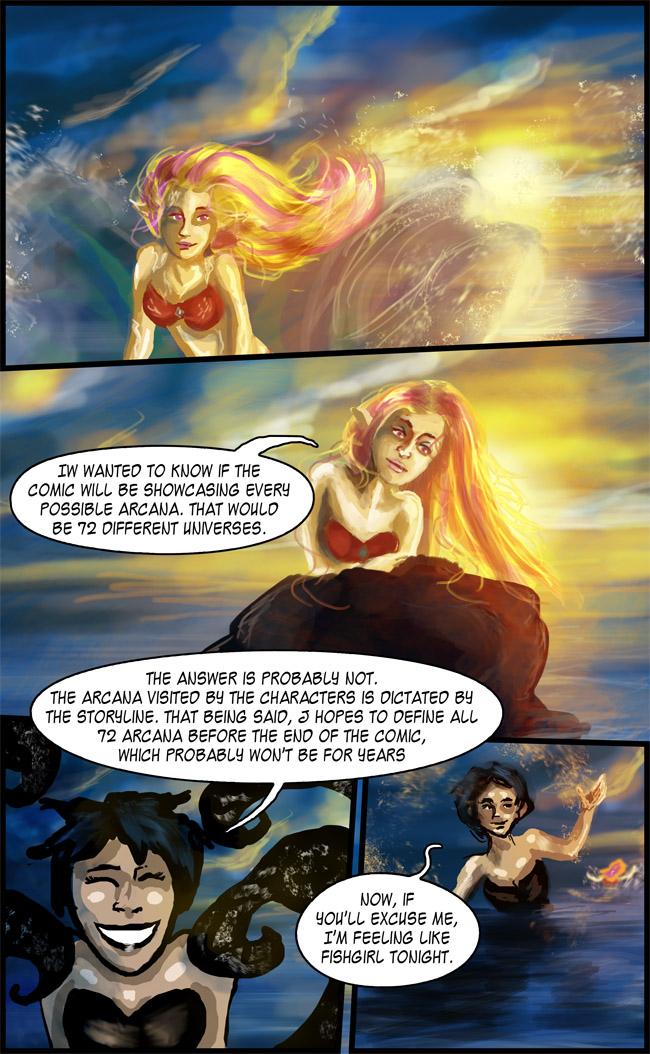 IW WANTED TO KNOW IF THE
COMIC WILL BE SHOWCASING EVERY
POSSIBLE ARCANA. THAT WOULD
BE 72 DIFFERENT UNIVERSES.
THE ANSWER IS PROBABLY NOT.
THE ARCANA VISITED BY THE CHARACTERS IS DICTATED BY
THE STORYLINE. THAT BEING SAID, J HOPES TO DEFINE ALL
72 ARCANA BEFORE THE END OF THE COMIC,
WHICH PROBABLY WON'T BE FOR YEARS
NOW, IF
YOU'LL EXCUSE ME,
I'M FEELING LIKE
FISHGIRL TONIGHT.